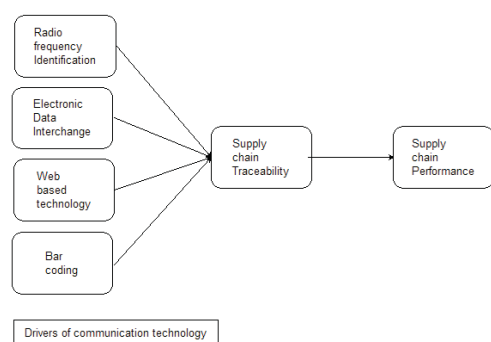 Radio
frequency
Identification
Electronic
Data
Interchange
Web
based
technology
Bar
coding
Supply
chain
Traceability
Supply
chain
Performance
Drivers of communication technology